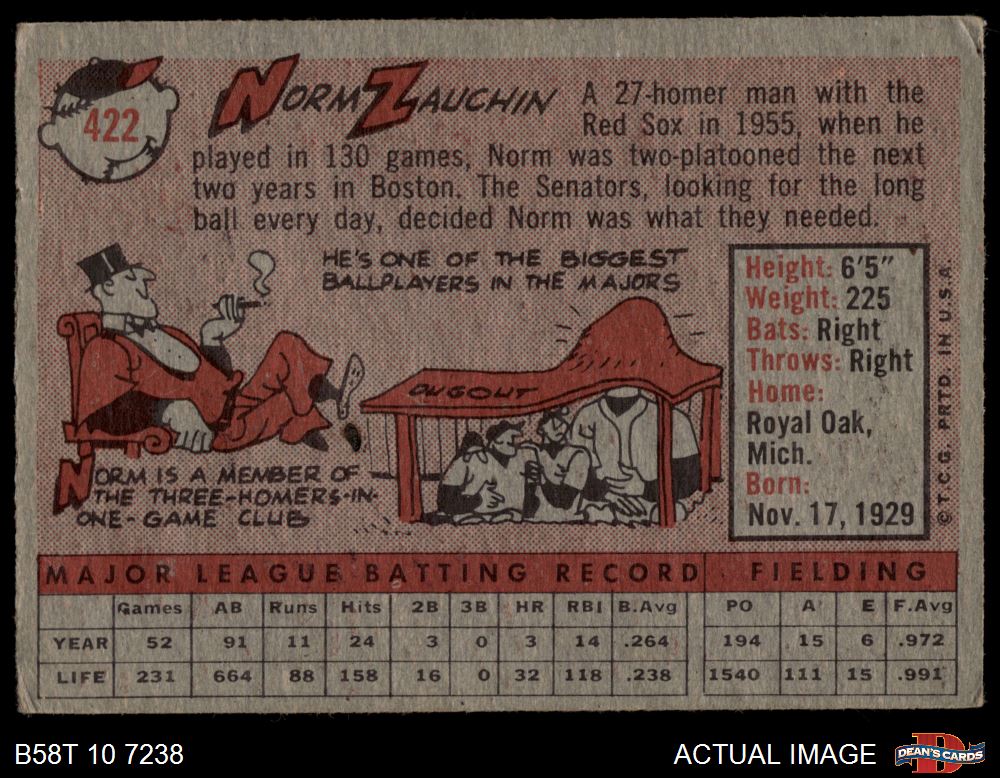 422
NORM ZAUCHIN
A 27-homer man with the
Red Sox in 1955, when he
played in 130 games, Norm was two-platooned the next
two years in Boston. The Senators, looking for the long
ball every day, decided Norm was what they needed.
HE'S ONE OF THE BIGGEST
BALLPLAYERS IN THE MAJORS
DUGOUT
NORM IS A MEMBER OF
THE THREE-HOMERS-IN-
ONE-GAME CLUB
Height: 6'5"
Weight: 225
Bats: Right
Throws: Right
Home:
Royal Oak,
Mich.
Born:
Nov. 17, 1929
© T.C.G. PRTD. IN U.S.A.
MAJOR LEAGUE BATTING RECORD FIELDING
Games AB Runs Hits 2B 3B HR RBI B.Avg PO A E F.Avg
YEAR 52 91 11 24 3 0 3 14 .264 194 15 6 .972
LIFE 231 664 88 158 16 0 32 118 .238 1540 111 15 .991
B58T 10 7238
ACTUAL IMAGE
DEAN'S CARDS